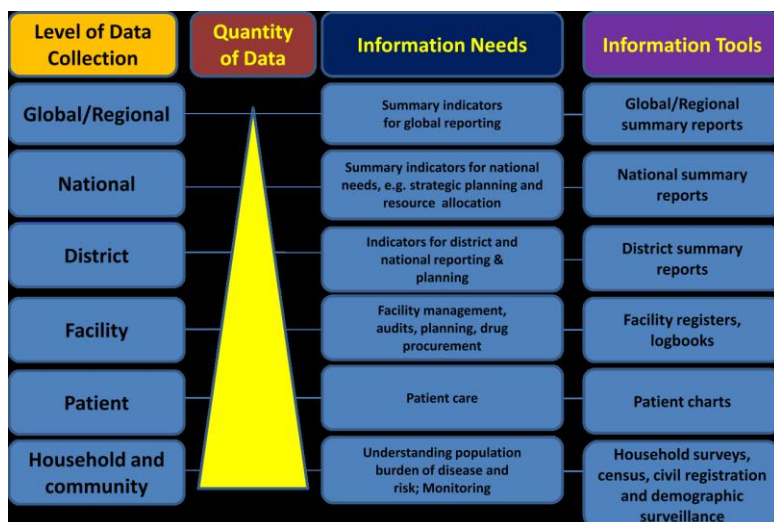 Level of Data
Collection
Quantity
of Data
Information Needs
Information Tools
Global/Regional
Summary indicators
for global reporting
Global/Regional
summary reports
National
Summary indicators for national
needs, e.g. strategic planning and
resource allocation
National summary
reports
District
Indicators for district and
national reporting &
planning
District summary
reports
Facility
Facility management,
audits, planning, drug
procurement
Facility registers,
logbooks
Patient
Patient care
Patient charts
Household and
community
Understanding population
burden of disease and
risk; Monitoring
Household surveys,
census, civil registration
and demographic
surveillance